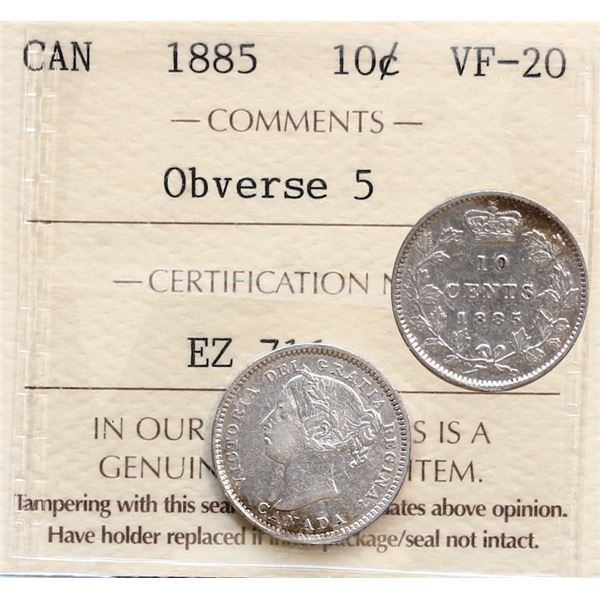 CAN 1885 10¢ VF-20
— COMMENTS —
Obverse 5
— CERTIFICATION
EZ
IN OUR S IS A
GENUIN ITEM.
Tampering with this sea ates above opinion.
Have holder replaced if package/seal not intact.
10
CENTS
1885
VICTORIA DEI GRATIA REGINA
CANADA